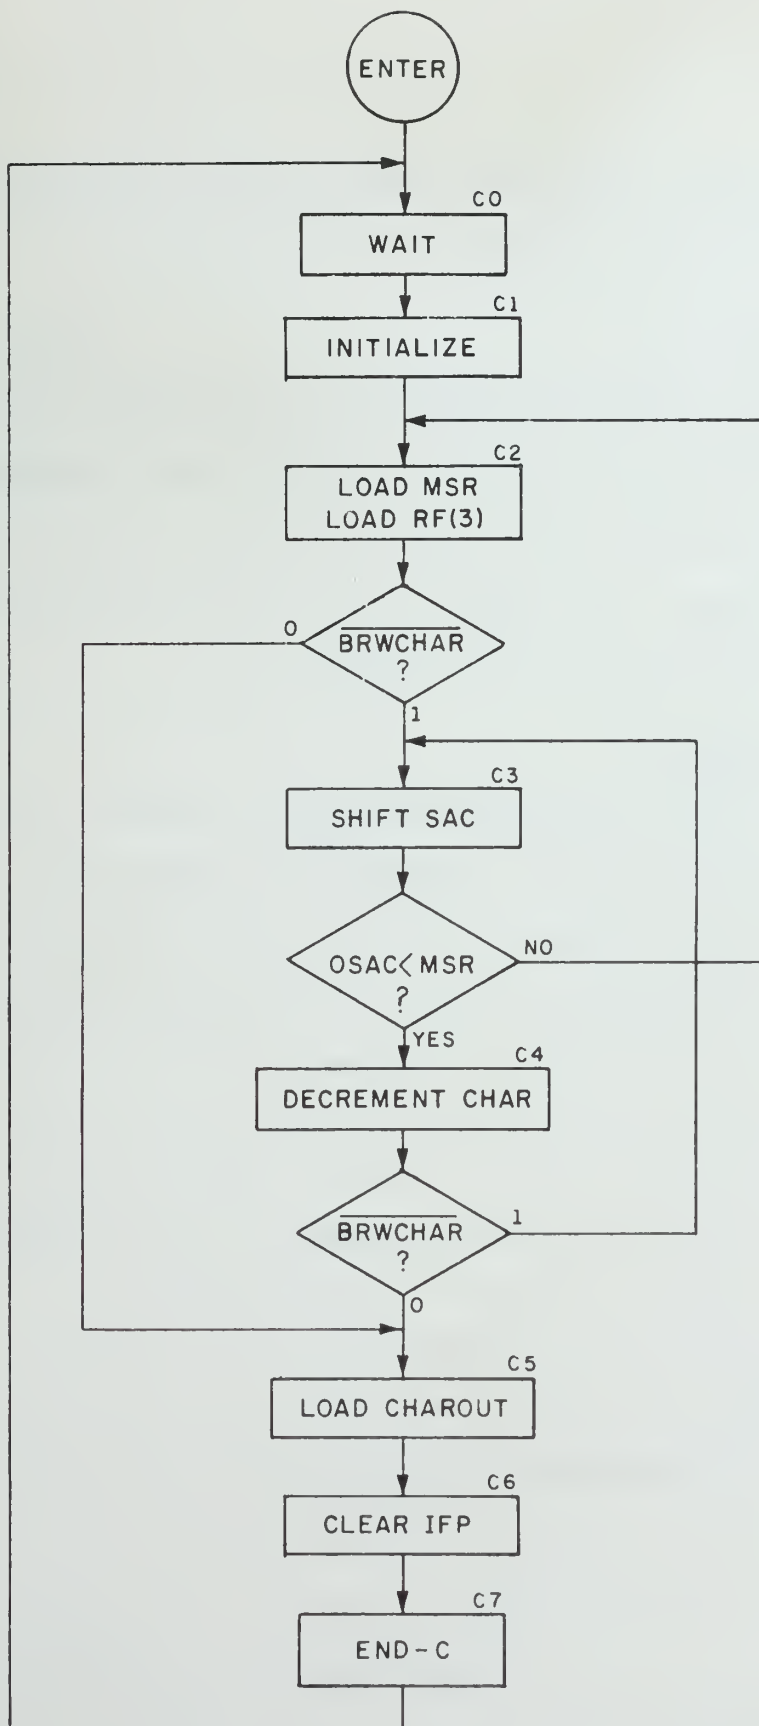 ENTER
C0
WAIT
C1
INITIALIZE
C2
LOAD MSR
LOAD RF(3)
0
BRWCHAR
?
1
C3
SHIFT SAC
OSAC< MSR
?
NO
YES
C4
DECREMENT CHAR
BRWCHAR
?
1
0
C5
LOAD CHAROUT
C6
CLEAR IFP
C7
END-C